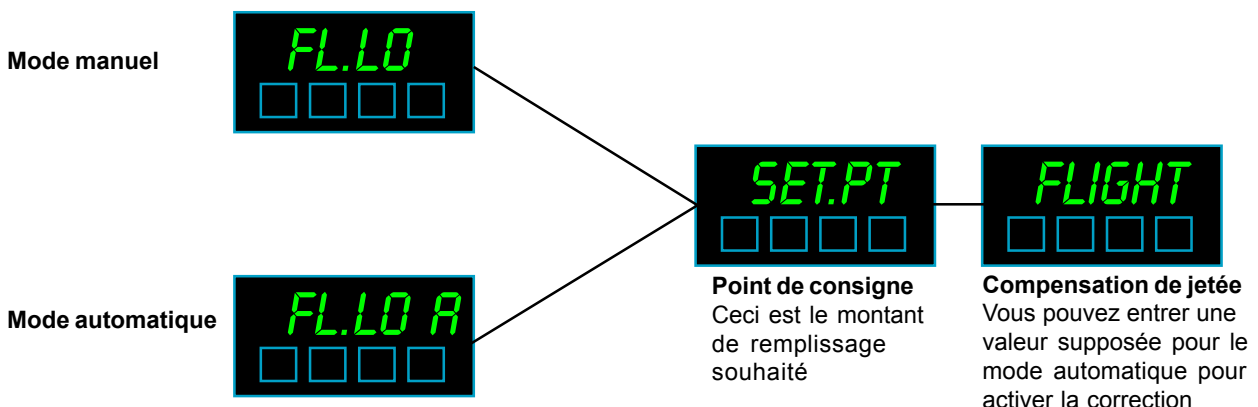 Mode manuel
FL.LO
Mode automatique
FL.LO A
SET.PT
Point de consigne
Ceci est le montant
de remplissage
souhaité
FLIGHT
Compensation de jetée
Vous pouvez entrer une
valeur supposée pour le
mode automatique pour
activer la correction